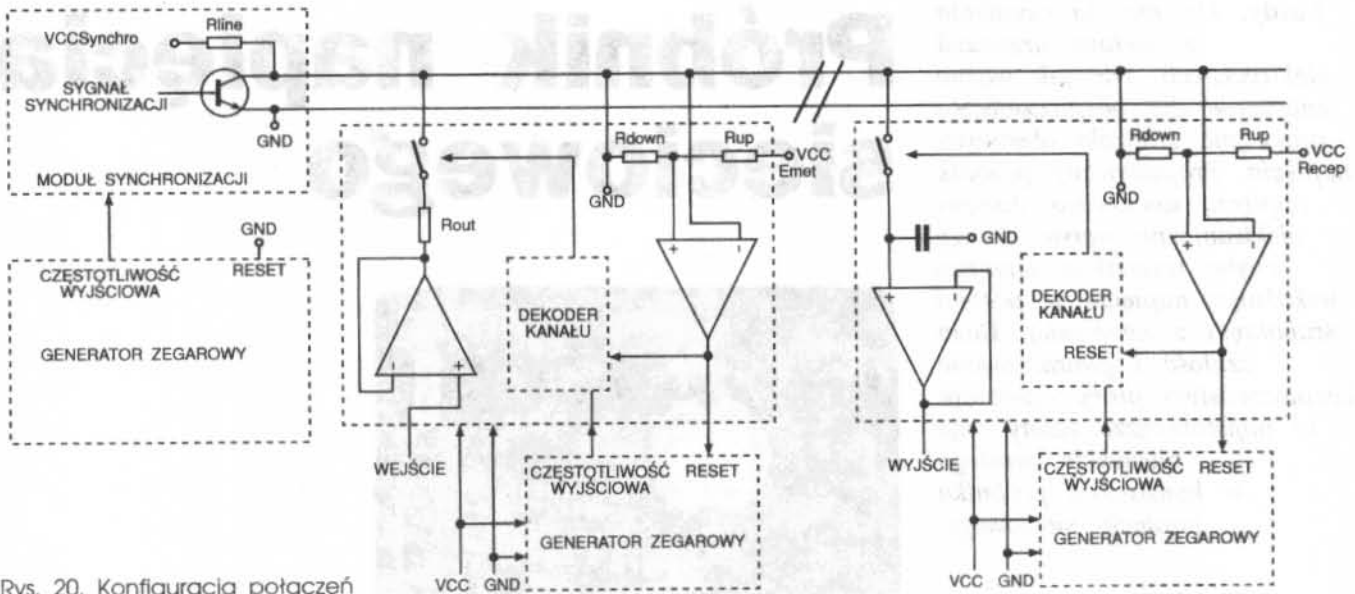 Rline
VCCSynchro
SYGNAŁ
SYNCHRONIZACJI
GND
MODUŁ SYNCHRONIZACJI
GND
CZĘSTOTLIWOŚĆ
WYJŚCIOWA
RESET
GENERATOR ZEGAROWY
Rout
Rdown
Rup
VCC
Emet
GND
+
-
DEKODER
KANAŁU
-
+
WEJŚCIE
CZĘSTOTLIWOŚĆ
WYJŚCIOWA
RESET
GENERATOR ZEGAROWY
VCC
GND
Rdown
Rup
VCC
Recep
GND
GND
+
-
DEKODER
KANAŁU
RESET
+
-
WYJŚCIE
CZĘSTOTLIWOŚĆ
WYJŚCIOWA
RESET
GENERATOR ZEGAROWY
VCC
GND
Rys. 20. Konfiguracja połączeń